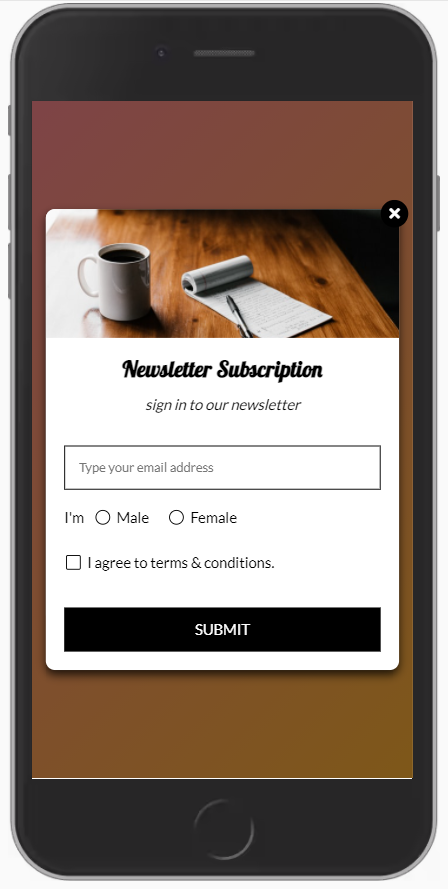 Newsletter Subscription
sign in to our newsletter
Type your email address
I'm Male Female
I agree to terms & conditions.
SUBMIT